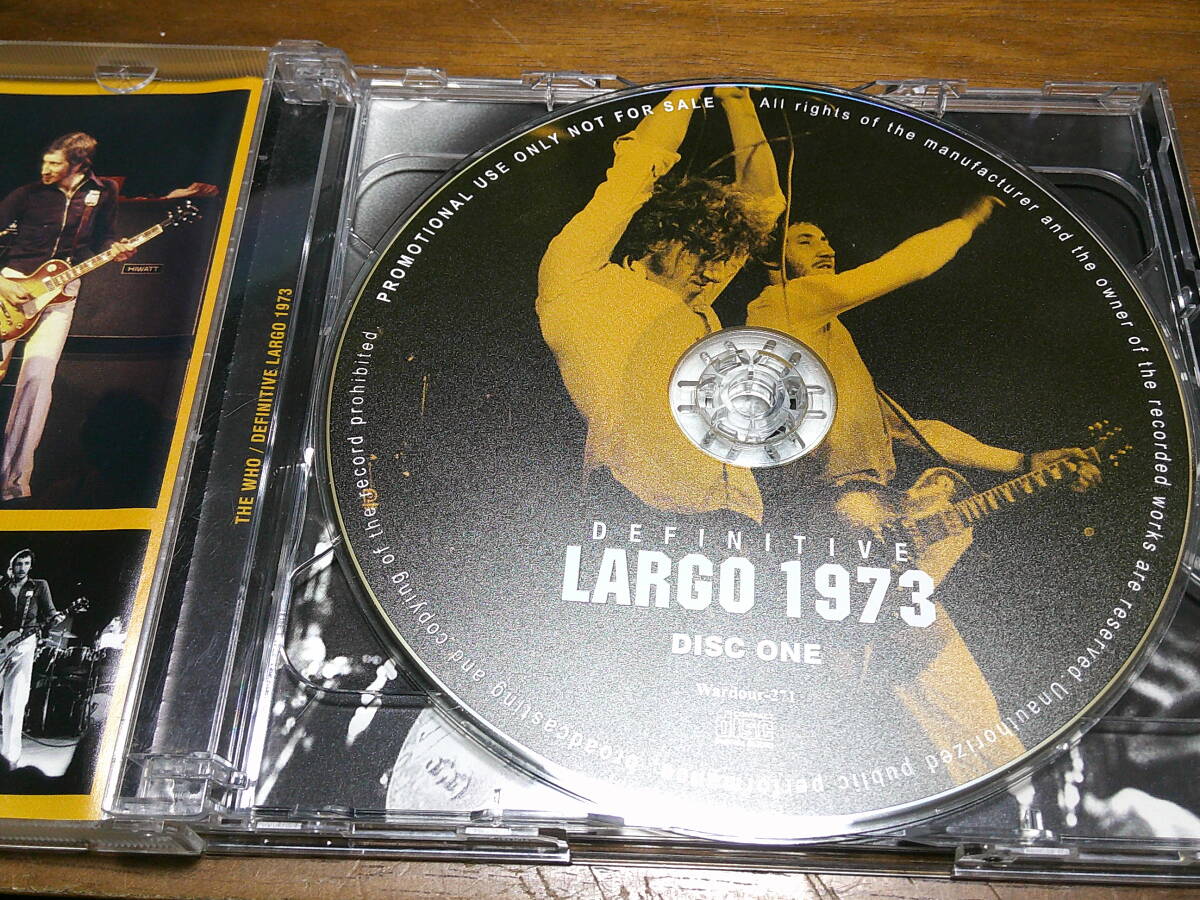 HIWATT
THE WHO / DEFINITIVE LARGO 1973
PROMOTIONAL USE ONLY NOT FOR SALE
All rights of the manufacturer and the owner of the recorded works are reserved Unauthorized public performance broadcasting and copying of the record prohibited
DEFINITIVE
LARGO 1973
DISC ONE
Wardour-271
COMPACT
disc